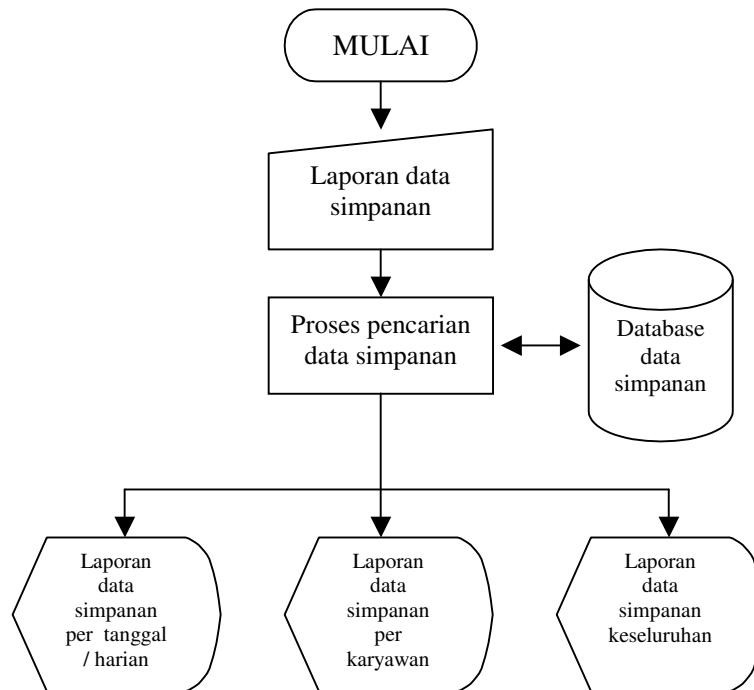 MULAI
Laporan data
simpanan
Proses pencarian
data simpanan
Database
data
simpanan
Laporan
data
simpanan
per tanggal
/ harian
Laporan
data
simpanan
per
karyawan
Laporan
data
simpanan
keseluruhan